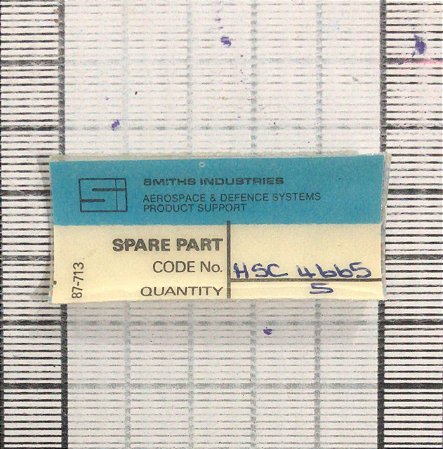 SI
SMITHS INDUSTRIES
AEROSPACE & DEFENCE SYSTEMS
PRODUCT SUPPORT
SPARE PART
CODE No. HSC 4665
QUANTITY 5
87-713